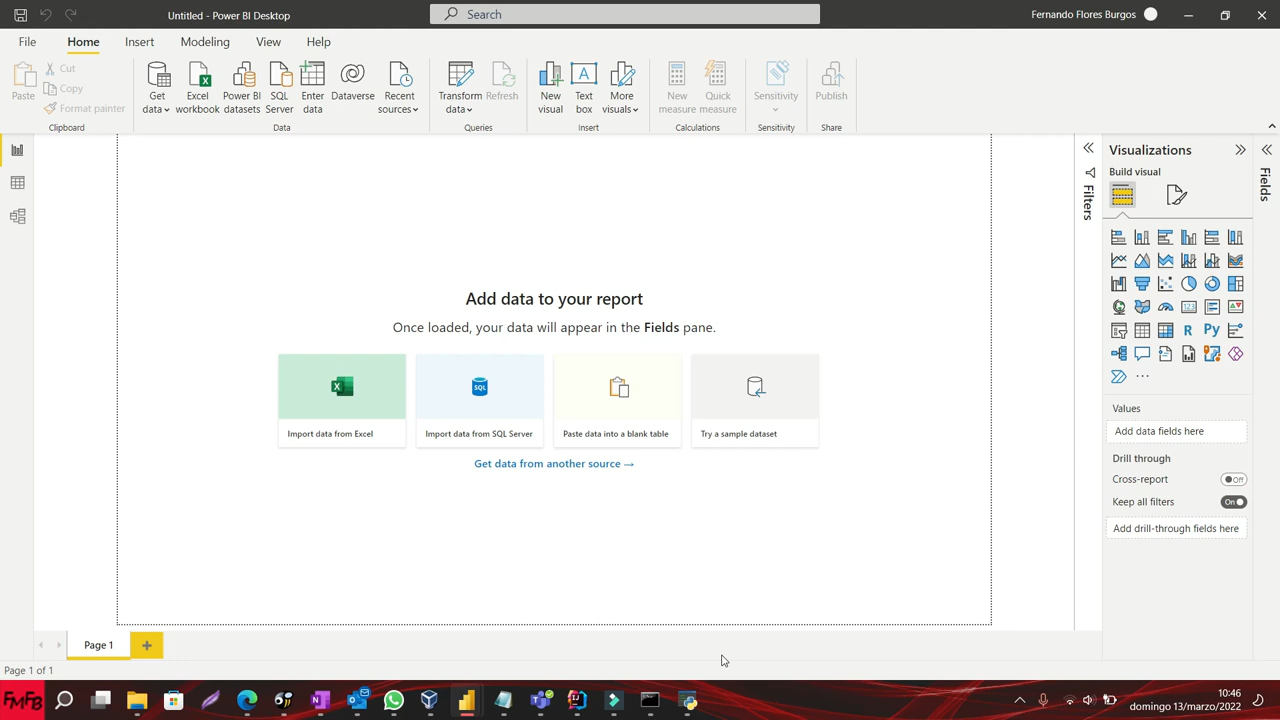 Untitled - Power BI Desktop
Search
Fernando Flores Burgos
File
Home
Insert
Modeling
View
Help
Paste
Cut
Copy
Format painter
Clipboard
Get
data
Excel
workbook
Power BI
datasets
SQL
Server
Enter
data
Dataverse
Recent
sources
Data
Transform
data
Refresh
Queries
New
visual
Text
box
More
visuals
Insert
New
measure
Quick
measure
Calculations
Sensitivity
Sensitivity
Publish
Share
Filters
Visualizations
Build visual
Fields
R
Py
123
Values
Add data fields here
Drill through
Cross-report
Off
Keep all filters
On
Add drill-through fields here
Add data to your report
Once loaded, your data will appear in the Fields pane.
SQL
Import data from Excel
Import data from SQL Server
Paste data into a blank table
Try a sample dataset
Get data from another source →
Page 1
Page 1 of 1
FMFB
10:46
domingo 13/marzo/2022